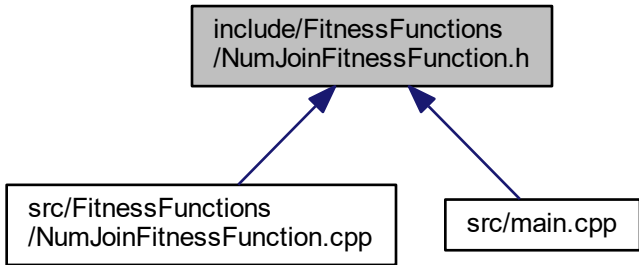 include/FitnessFunctions
/NumJoinFitnessFunction.h
src/FitnessFunctions
/NumJoinFitnessFunction.cpp
src/main.cpp